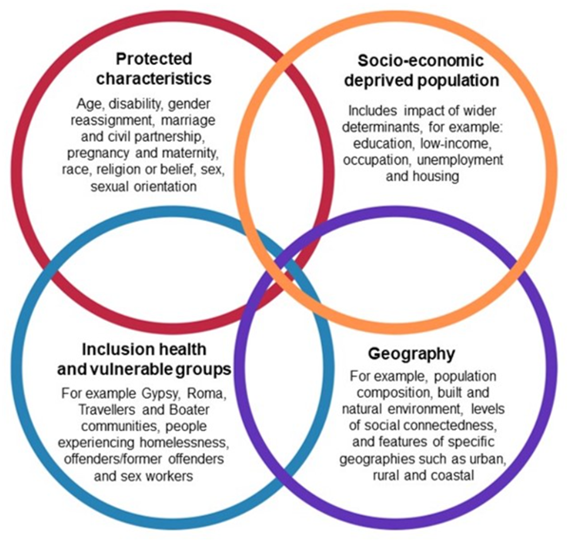 Protected
characteristics
Age, disability, gender
reassignment, marriage
and civil partnership,
pregnancy and maternity,
race, religion or belief, sex,
sexual orientation
Socio-economic
deprived population
Includes impact of wider
determinants, for example:
education, low-income,
occupation, unemployment
and housing
Inclusion health
and vulnerable groups
For example Gypsy, Roma,
Travellers and Boater
communities, people
experiencing homelessness,
offenders/former offenders
and sex workers
Geography
For example, population
composition, built and
natural environment, levels
of social connectedness,
and features of specific
geographies such as urban,
rural and coastal